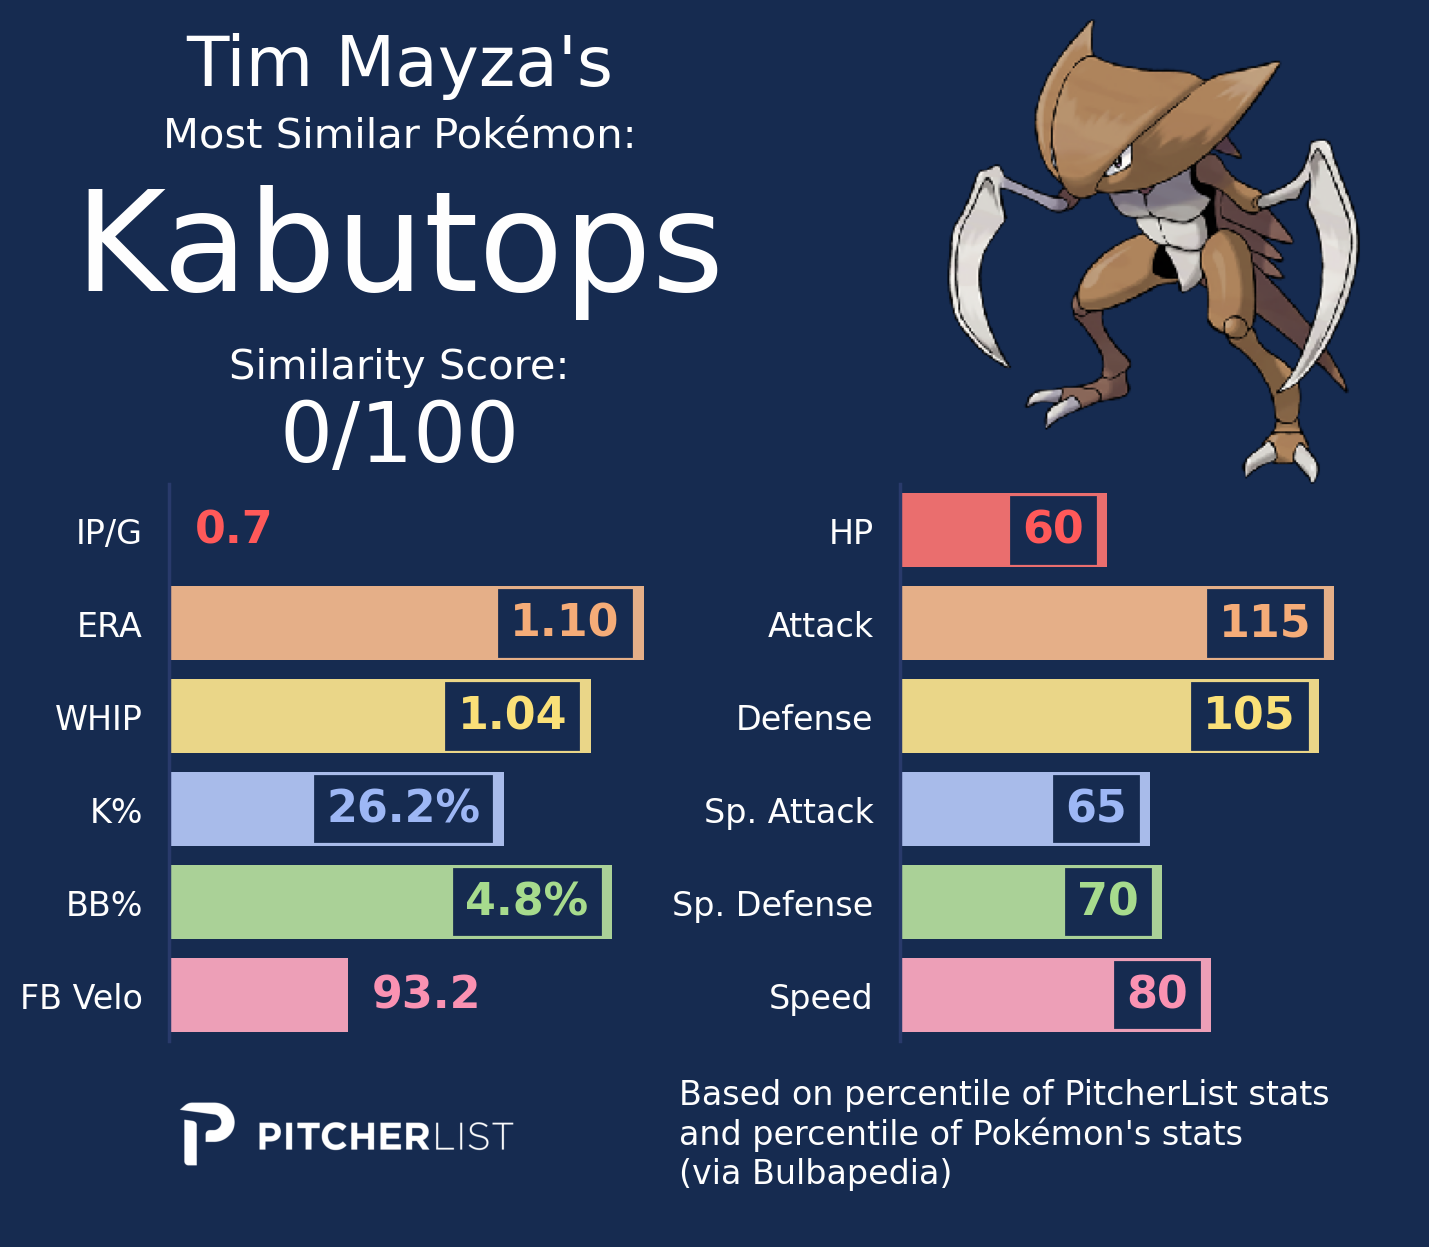 Tim Mayza's
Most Similar Pokémon:
Kabutops
Similarity Score:
0/100
IP/G 0.7
ERA 1.10
WHIP 1.04
K% 26.2%
BB% 4.8%
FB Velo 93.2
HP 60
Attack 115
Defense 105
Sp. Attack 65
Sp. Defense 70
Speed 80
PITCHERLIST
Based on percentile of PitcherList stats
and percentile of Pokémon's stats
(via Bulbapedia)